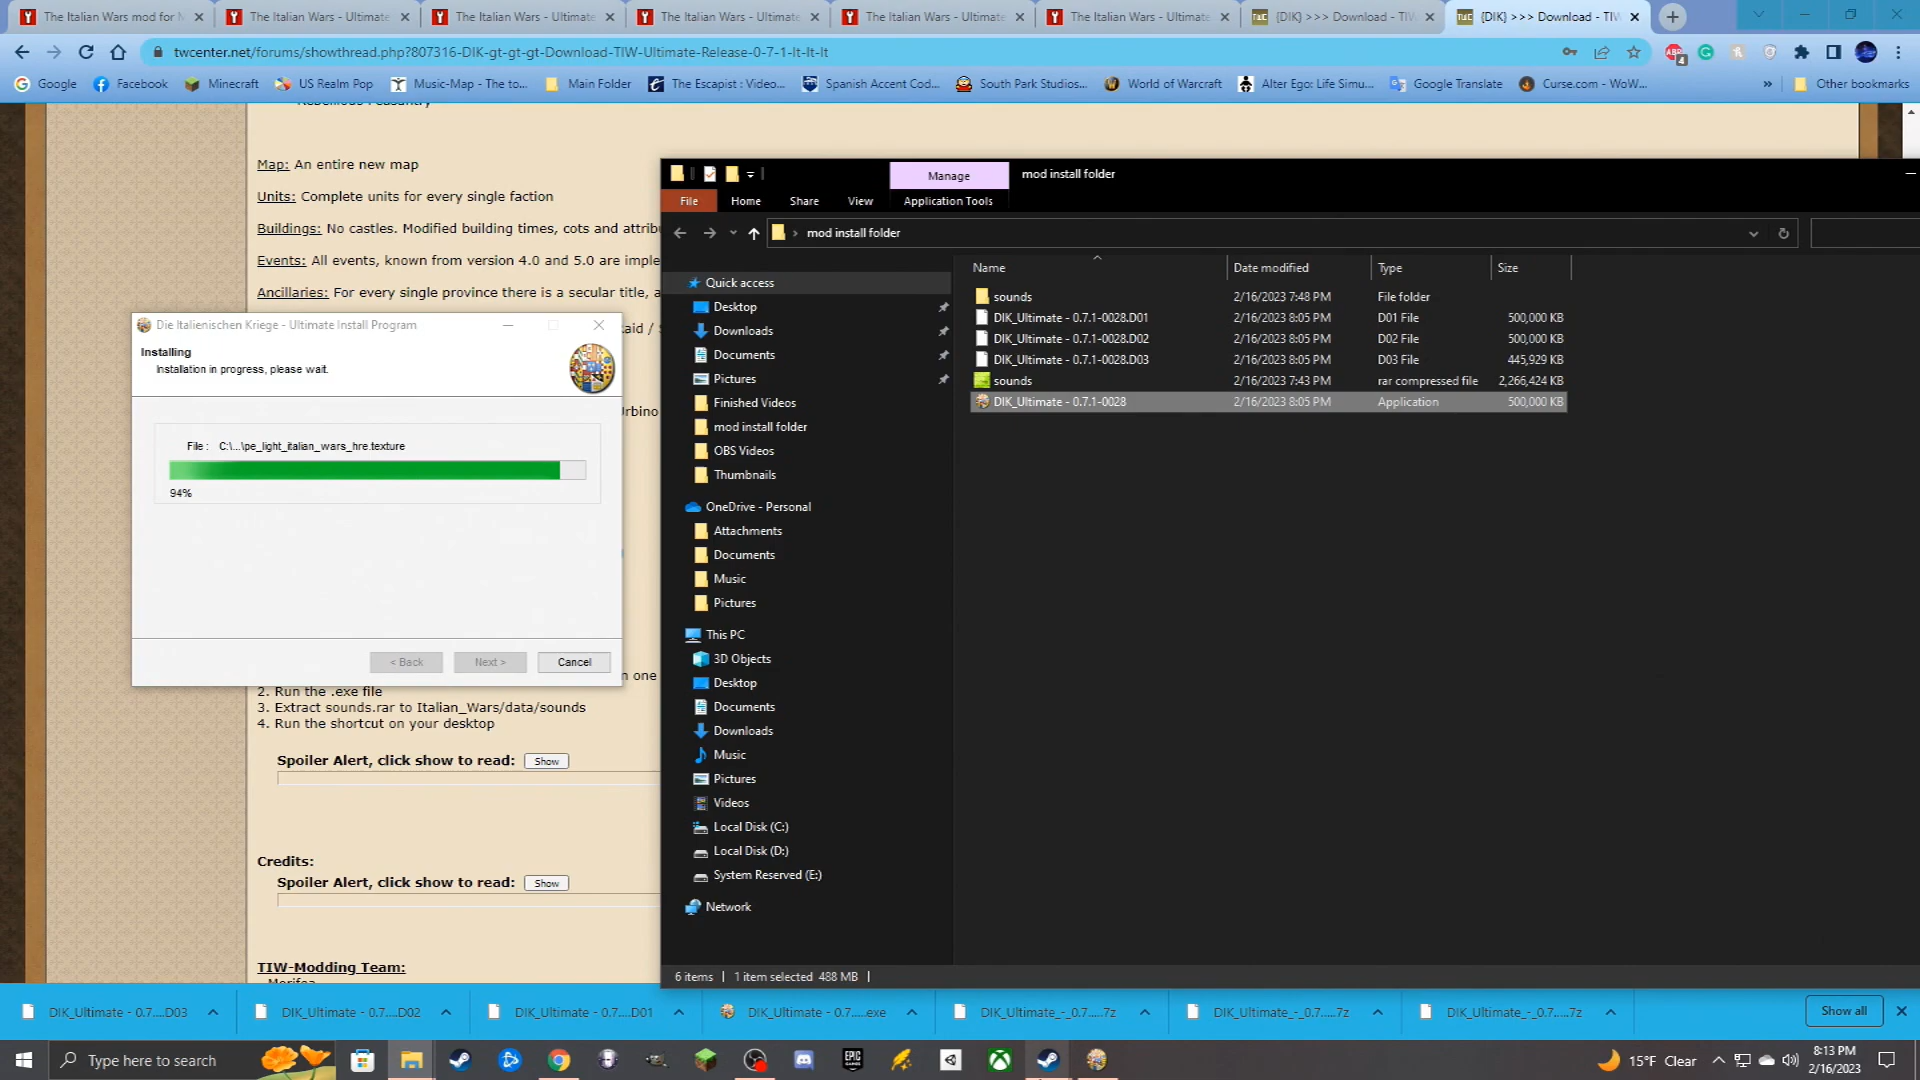 The Italian Wars mod for M
The Italian Wars - Ultimate
The Italian Wars - Ultimate
The Italian Wars - Ultimate
The Italian Wars - Ultimate
The Italian Wars - Ultimate
[DIK] >>> Download - TIW
[DIK] >>> Download - TIW
twcenter.net/forums/showthread.php?807316-DIK-gt-gt-gt-Download-TIW-Ultimate-Release-0-7-1-lt-lt-lt
Google
Facebook
Minecraft
US Realm Pop
Music-Map - The to...
Main Folder
The Escapist : Video...
Spanish Accent Cod...
South Park Studios...
World of Warcraft
Alter Ego: Life Simu...
Google Translate
Curse.com - WoW...
Other bookmarks
Rebellious Peasantry
Map: An entire new map
Units: Complete units for every single faction
Buildings: No castles. Modified building times, cots and attribu
Events: All events, known from version 4.0 and 5.0 are imple
Ancillaries: For every single province there is a secular title, a
Die Italienischen Kriege - Ultimate Install Program
Installing
Installation in progress, please wait.
File : C:\...\pe_light_italian_wars_hre.texture
94%
< Back
Next >
Cancel
2. Run the .exe file
3. Extract sounds.rar to Italian_Wars/data/sounds
4. Run the shortcut on your desktop
Spoiler Alert, click show to read: Show
Credits:
Spoiler Alert, click show to read: Show
TIW-Modding Team:
Manage
mod install folder
File
Home
Share
View
Application Tools
mod install folder
Quick access
Desktop
Downloads
Documents
Pictures
Finished Videos
mod install folder
OBS Videos
Thumbnails
OneDrive - Personal
Attachments
Documents
Music
Pictures
This PC
3D Objects
Desktop
Documents
Downloads
Music
Pictures
Videos
Local Disk (C:)
Local Disk (D:)
System Reserved (E:)
Network
Name Date modified Type Size
sounds 2/16/2023 7:48 PM File folder
DIK_Ultimate - 0.7.1-0028.D01 2/16/2023 8:05 PM D01 File 500,000 KB
DIK_Ultimate - 0.7.1-0028.D02 2/16/2023 8:05 PM D02 File 500,000 KB
DIK_Ultimate - 0.7.1-0028.D03 2/16/2023 8:05 PM D03 File 445,929 KB
sounds 2/16/2023 7:43 PM rar compressed file 2,266,424 KB
DIK_Ultimate - 0.7.1-0028 2/16/2023 8:05 PM Application 500,000 KB
6 items
1 item selected 488 MB
DIK_Ultimate - 0.7....D03
DIK_Ultimate - 0.7....D02
DIK_Ultimate - 0.7....D01
DIK_Ultimate - 0.7.....exe
DIK_Ultimate_-_0.7.....7z
DIK_Ultimate_-_0.7.....7z
DIK_Ultimate_-_0.7.....7z
Show all
Type here to search
15°F Clear
8:13 PM
2/16/2023